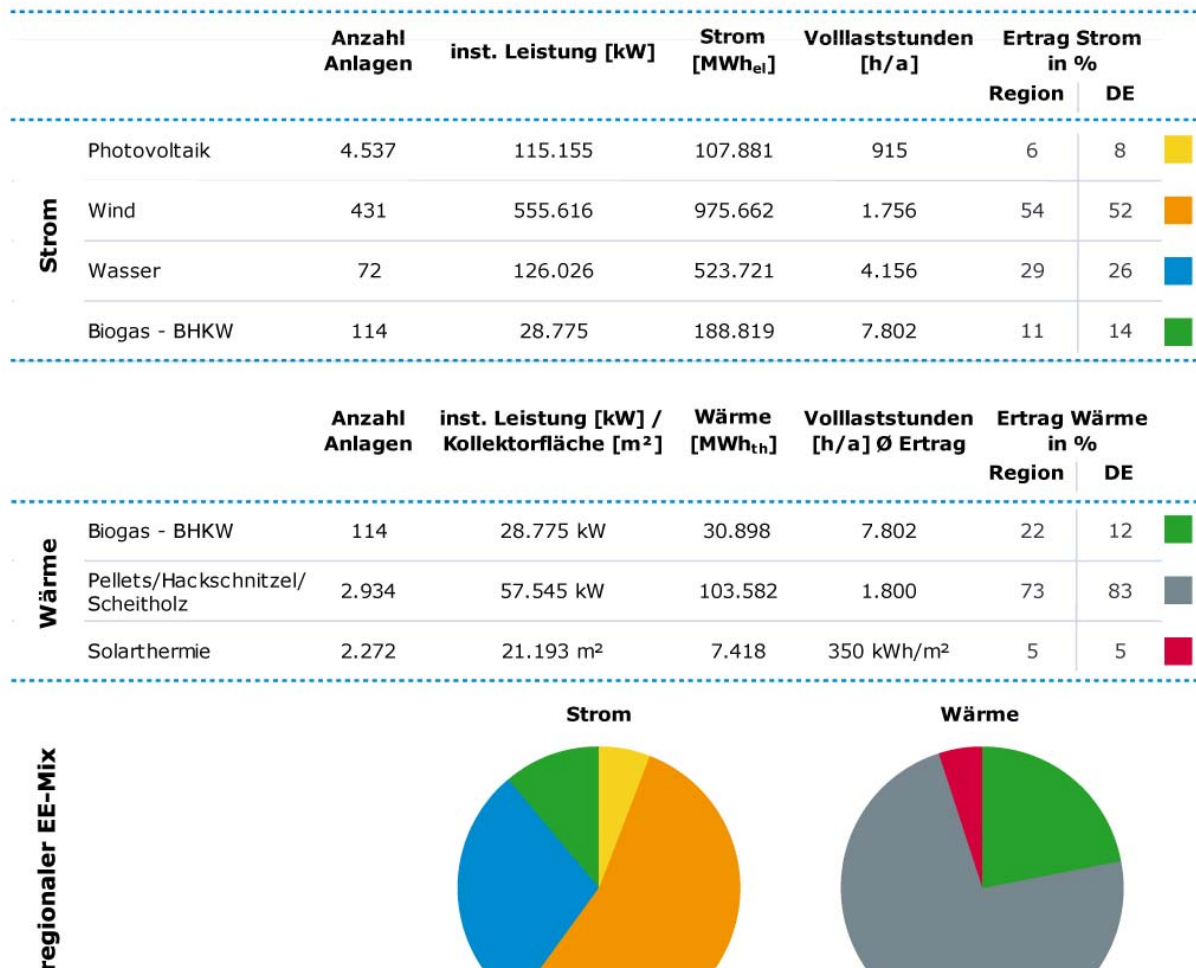 Anzahl Anlagen inst. Leistung [kW] Strom [MWhel] Volllaststunden [h/a] Ertrag Strom in %
Region DE
Strom
Photovoltaik 4.537 115.155 107.881 915 6 8
Wind 431 555.616 975.662 1.756 54 52
Wasser 72 126.026 523.721 4.156 29 26
Biogas - BHKW 114 28.775 188.819 7.802 11 14
Anzahl Anlagen inst. Leistung [kW] / Kollektorfläche [m²] Wärme [MWhth] Volllaststunden [h/a] Ø Ertrag Ertrag Wärme in %
Region DE
Wärme
Biogas - BHKW 114 28.775 kW 30.898 7.802 22 12
Pellets/Hackschnitzel/
Scheitholz 2.934 57.545 kW 103.582 1.800 73 83
Solarthermie 2.272 21.193 m² 7.418 350 kWh/m² 5 5
regionaler EE-Mix
Strom Wärme